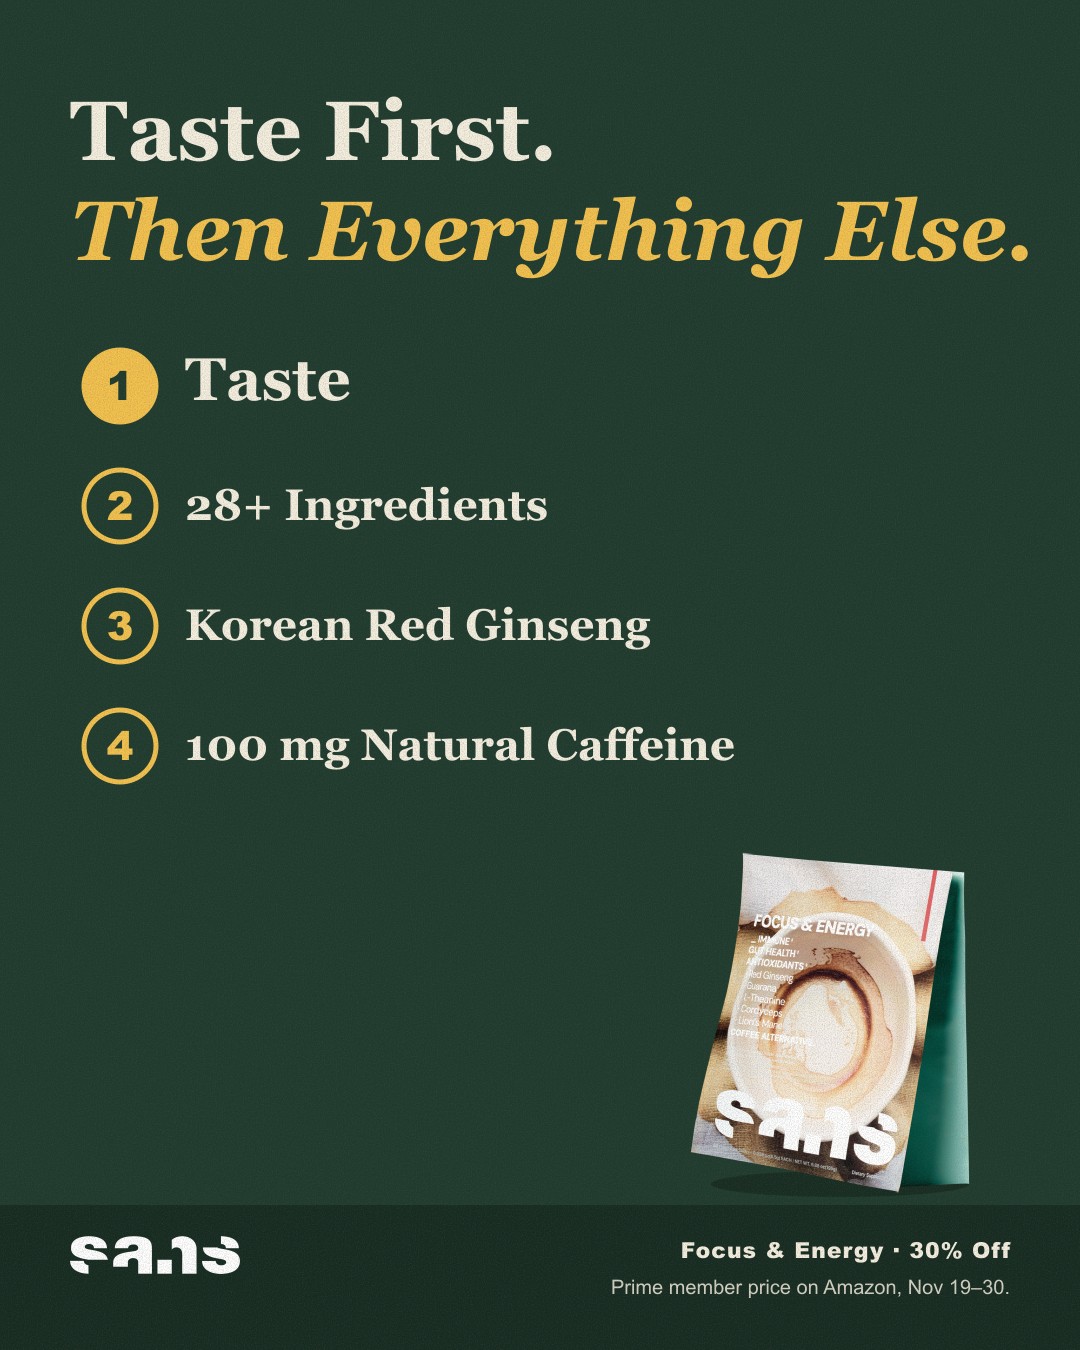 Taste First.
Then Everything Else.
1 Taste
2 28+ Ingredients
3 Korean Red Ginseng
4 100 mg Natural Caffeine
FOCUS & ENERGY
IMMUNE
GUT HEALTH
ANTIOXIDANTS
Red Ginseng
Guarana
L-Theanine
Cordyceps
Lion's Mane
COFFEE ALTERNATIVE
sans
sans
Focus & Energy · 30% Off
Prime member price on Amazon, Nov 19–30.